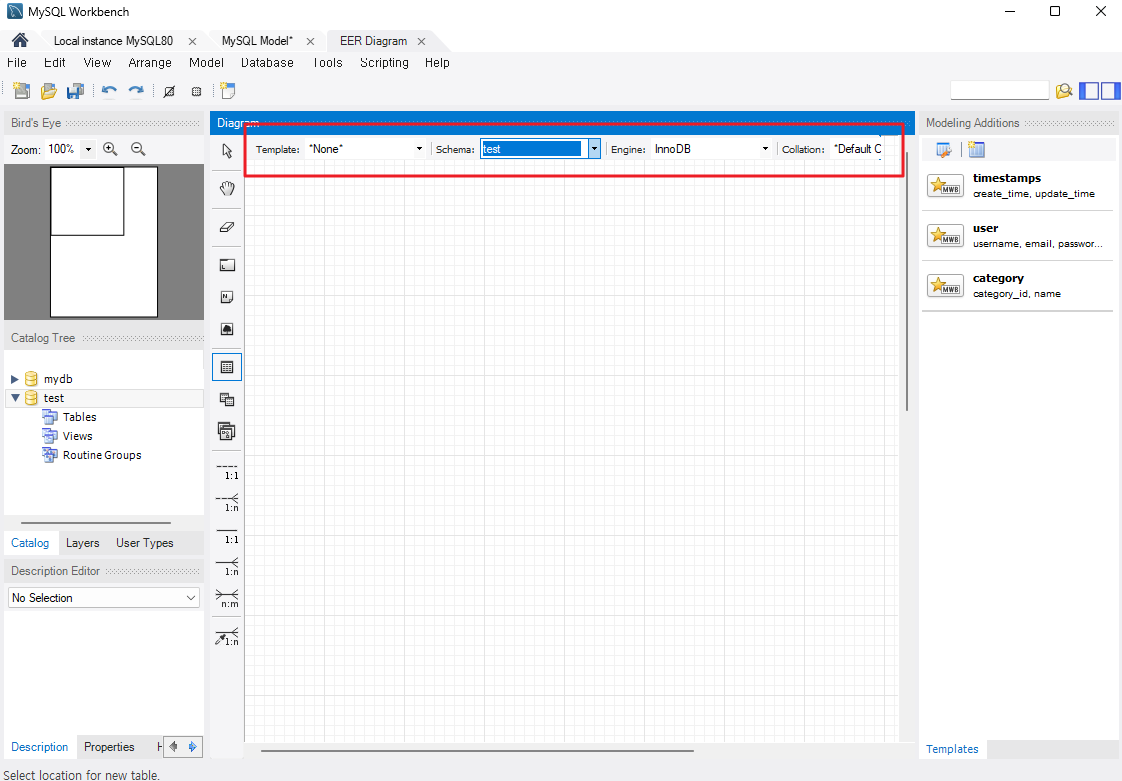 MySQL Workbench
Local instance MySQL80
MySQL Model*
EER Diagram
File Edit View Arrange Model Database Tools Scripting Help
Bird's Eye
Zoom: 100%
Diagram
Template: *None* Schema: test Engine: InnoDB Collation: *Default C
Modeling Additions
timestamps
create_time, update_time
user
username, email, passwor...
category
category_id, name
Catalog Tree
mydb
test
Tables
Views
Routine Groups
1:1
1:n
1:1
1:n
n:m
1:n
Catalog Layers User Types
Description Editor
No Selection
Description Properties H
Templates
Select location for new table.